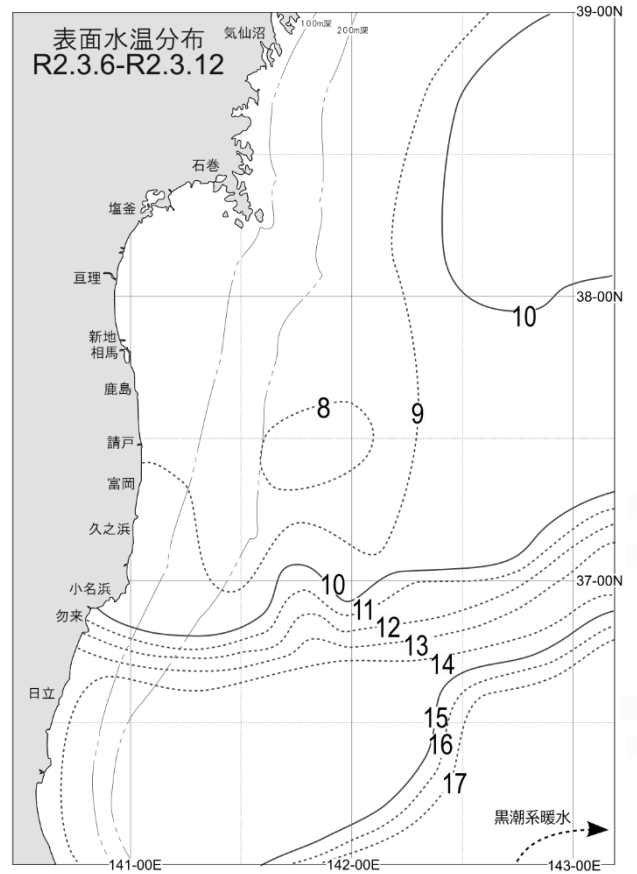 39-00N
表面水温分布
R2.3.6-R2.3.12
気仙沼
100m深
200m深
石巻
塩釜
亘理
38-00N
10
新地
相馬
鹿島
8
9
請戸
富岡
久之浜
小名浜
37-00N
10
勿来
11
12
13
14
日立
15
16
17
黒潮系暖水
141-00E
142-00E
143-00E